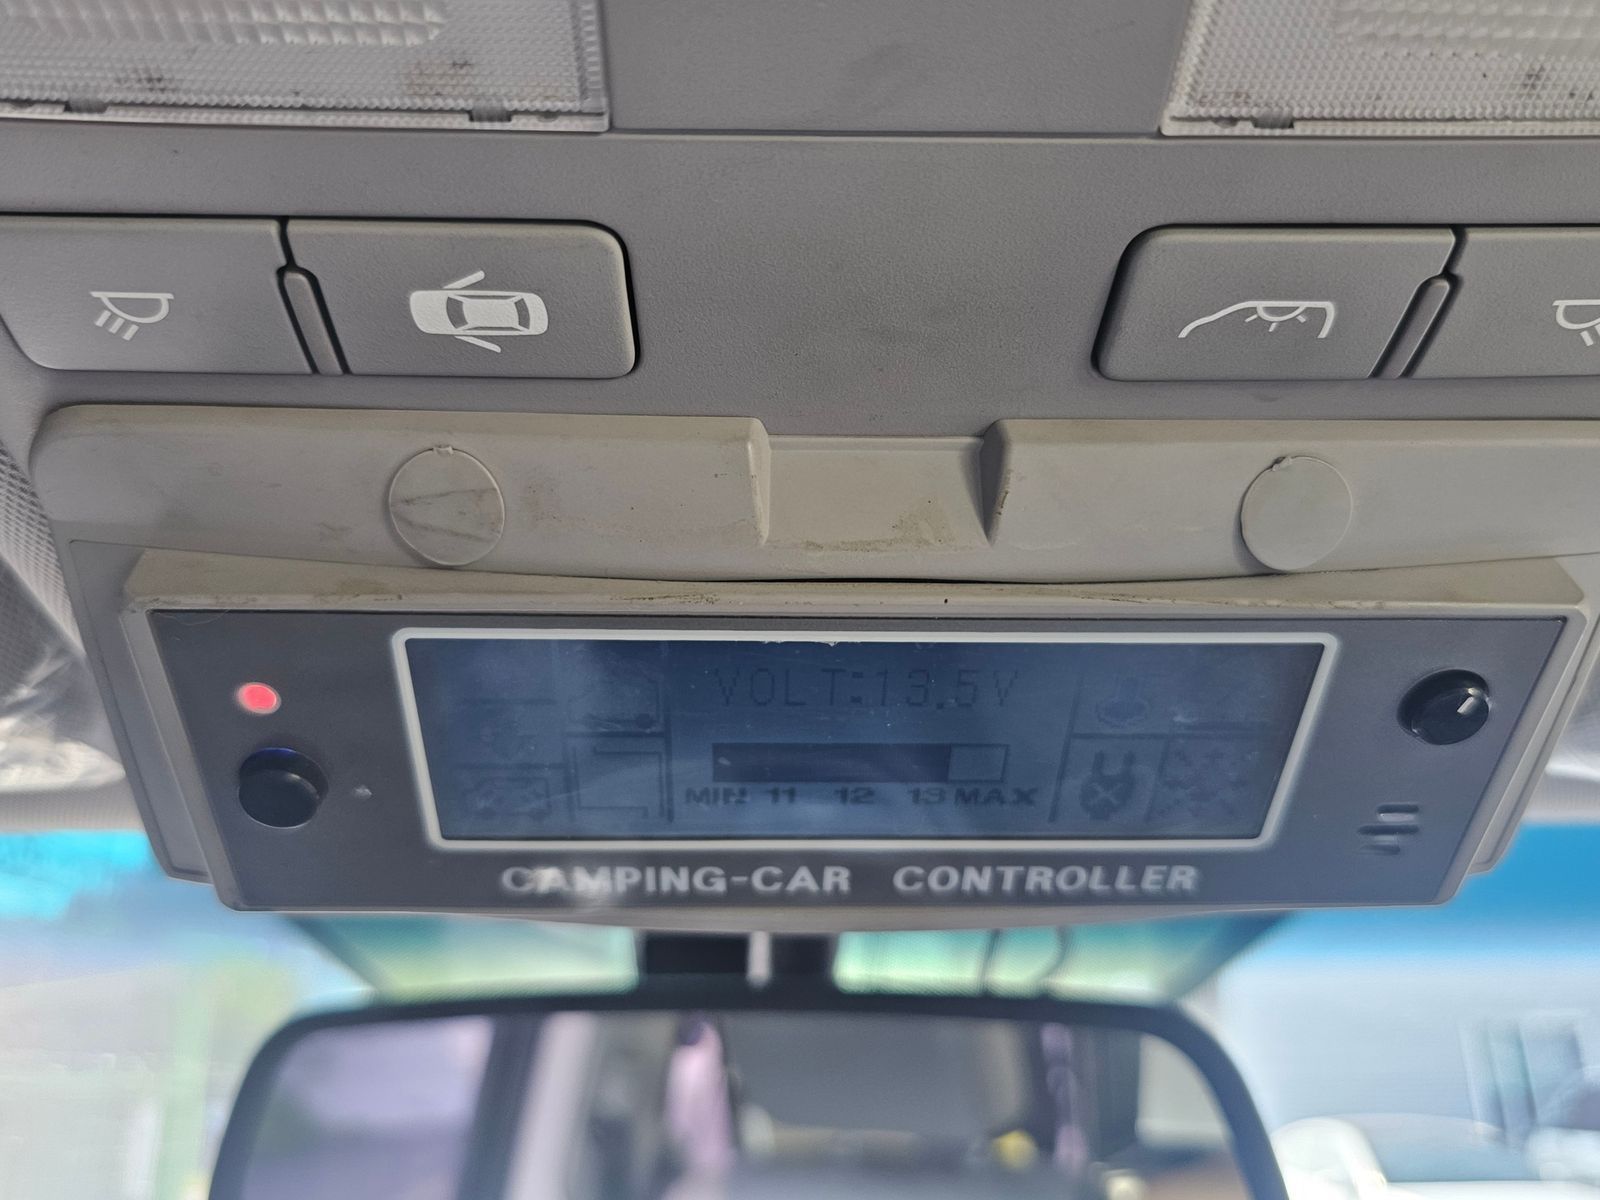 VOLT:13.5V
MIN 11 12 13 MAX
CAMPING-CAR CONTROLLER